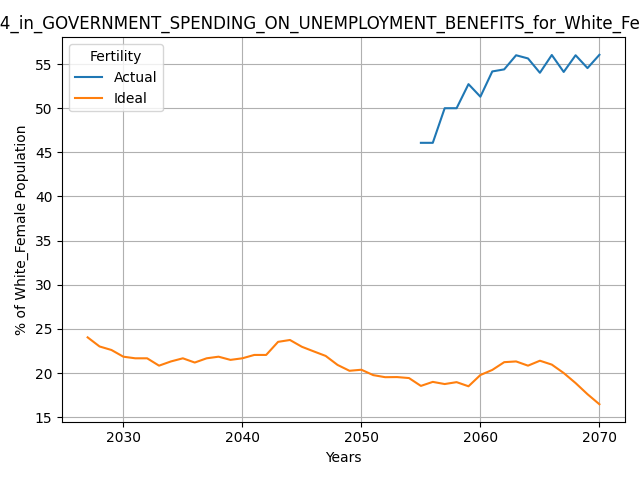 4_in_GOVERNMENT_SPENDING_ON_UNEMPLOYMENT_BENEFITS_for_White_Fe
Fertility
Actual
Ideal
% of White_Female Population
55
50
45
40
35
30
25
20
15
2030 2040 2050 2060 2070
Years